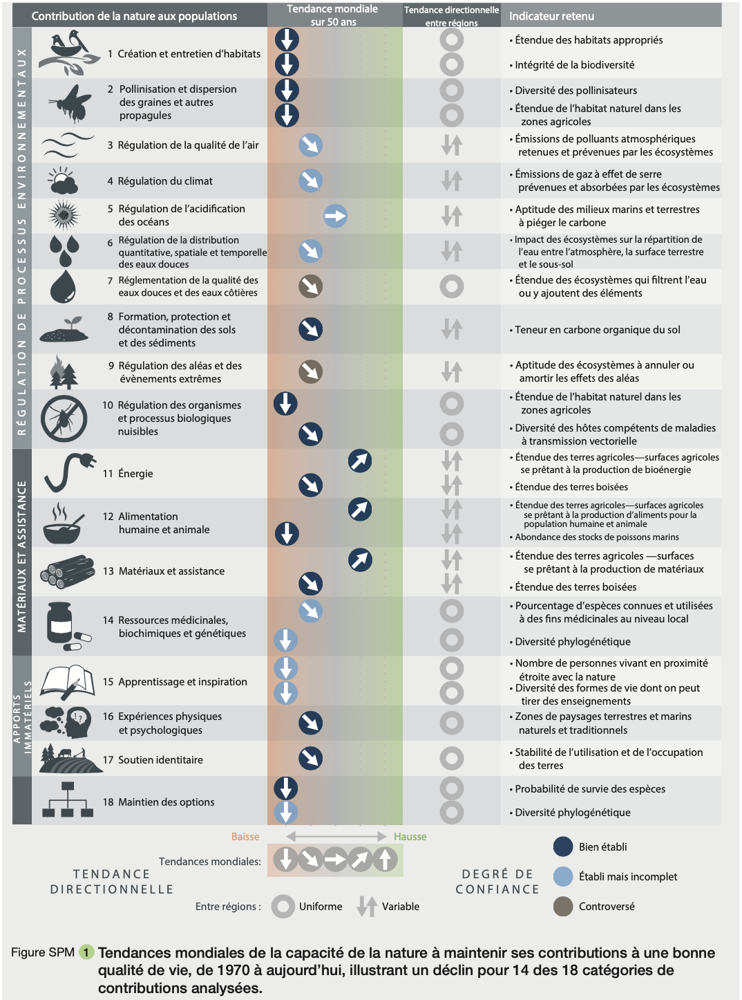 Contribution de la nature aux populations
Tendance mondiale
sur 50 ans
Tendance directionnelle
entre régions
Indicateur retenu
RÉGULATION DE PROCESSUS ENVIRONNEMENTAUX
1 Création et entretien d’habitats
• Étendue des habitats appropriés
• Intégrité de la biodiversité
2 Pollinisation et dispersion
des graines et autres
propagules
• Diversité des pollinisateurs
• Étendue de l’habitat naturel dans les
zones agricoles
3 Régulation de la qualité de l’air
• Émissions de polluants atmosphériques
retenues et prévenues par les écosystèmes
4 Régulation du climat
• Émissions de gaz à effet de serre
prévenues et absorbées par les écosystèmes
5 Régulation de l’acidification
des océans
• Aptitude des milieux marins et terrestres
à piéger le carbone
6 Régulation de la distribution
quantitative, spatiale et temporelle
des eaux douces
• Impact des écosystèmes sur la répartition de
l’eau entre l’atmosphère, la surface terrestre
et le sous-sol
7 Réglementation de la qualité des
eaux douces et des eaux côtières
• Étendue des écosystèmes qui filtrent l’eau
ou y ajoutent des éléments
8 Formation, protection et
décontamination des sols
et des sédiments
• Teneur en carbone organique du sol
9 Régulation des aléas et des
évènements extrêmes
• Aptitude des écosystèmes à annuler ou
amortir les effets des aléas
10 Régulation des organismes
et processus biologiques
nuisibles
• Étendue de l’habitat naturel dans les
zones agricoles
• Diversité des hôtes compétents de maladies
à transmission vectorielle
MATÉRIAUX ET ASSISTANCE
11 Énergie
• Étendue des terres agricoles—surfaces agricoles
se prêtant à la production de bioénergie
• Étendue des terres boisées
12 Alimentation
humaine et animale
• Étendue des terres agricoles—surfaces agricoles
se prêtant à la production d’aliments pour la
population humaine et animale
• Abondance des stocks de poissons marins
13 Matériaux et assistance
• Étendue des terres agricoles —surfaces
se prêtant à la production de matériaux
• Étendue des terres boisées
14 Ressources médicinales,
biochimiques et génétiques
• Pourcentage d’espèces connues et utilisées
à des fins médicinales au niveau local
• Diversité phylogénétique
APPORTS
IMMATÉRIELS
15 Apprentissage et inspiration
• Nombre de personnes vivant en proximité
étroite avec la nature
• Diversité des formes de vie dont on peut
tirer des enseignements
16 Expériences physiques
et psychologiques
• Zones de paysages terrestres et marins
naturels et traditionnels
17 Soutien identitaire
• Stabilité de l’utilisation et de l’occupation
des terres
18 Maintien des options
• Probabilité de survie des espèces
• Diversité phylogénétique
Baisse
Hausse
Tendances mondiales:
TENDANCE
DIRECTIONNELLE
Entre régions :
Uniforme
Variable
DEGRÉ DE
CONFIANCE
Bien établi
Établi mais incomplet
Controversé
Figure SPM 1 Tendances mondiales de la capacité de la nature à maintenir ses contributions à une bonne
qualité de vie, de 1970 à aujourd’hui, illustrant un déclin pour 14 des 18 catégories de
contributions analysées.